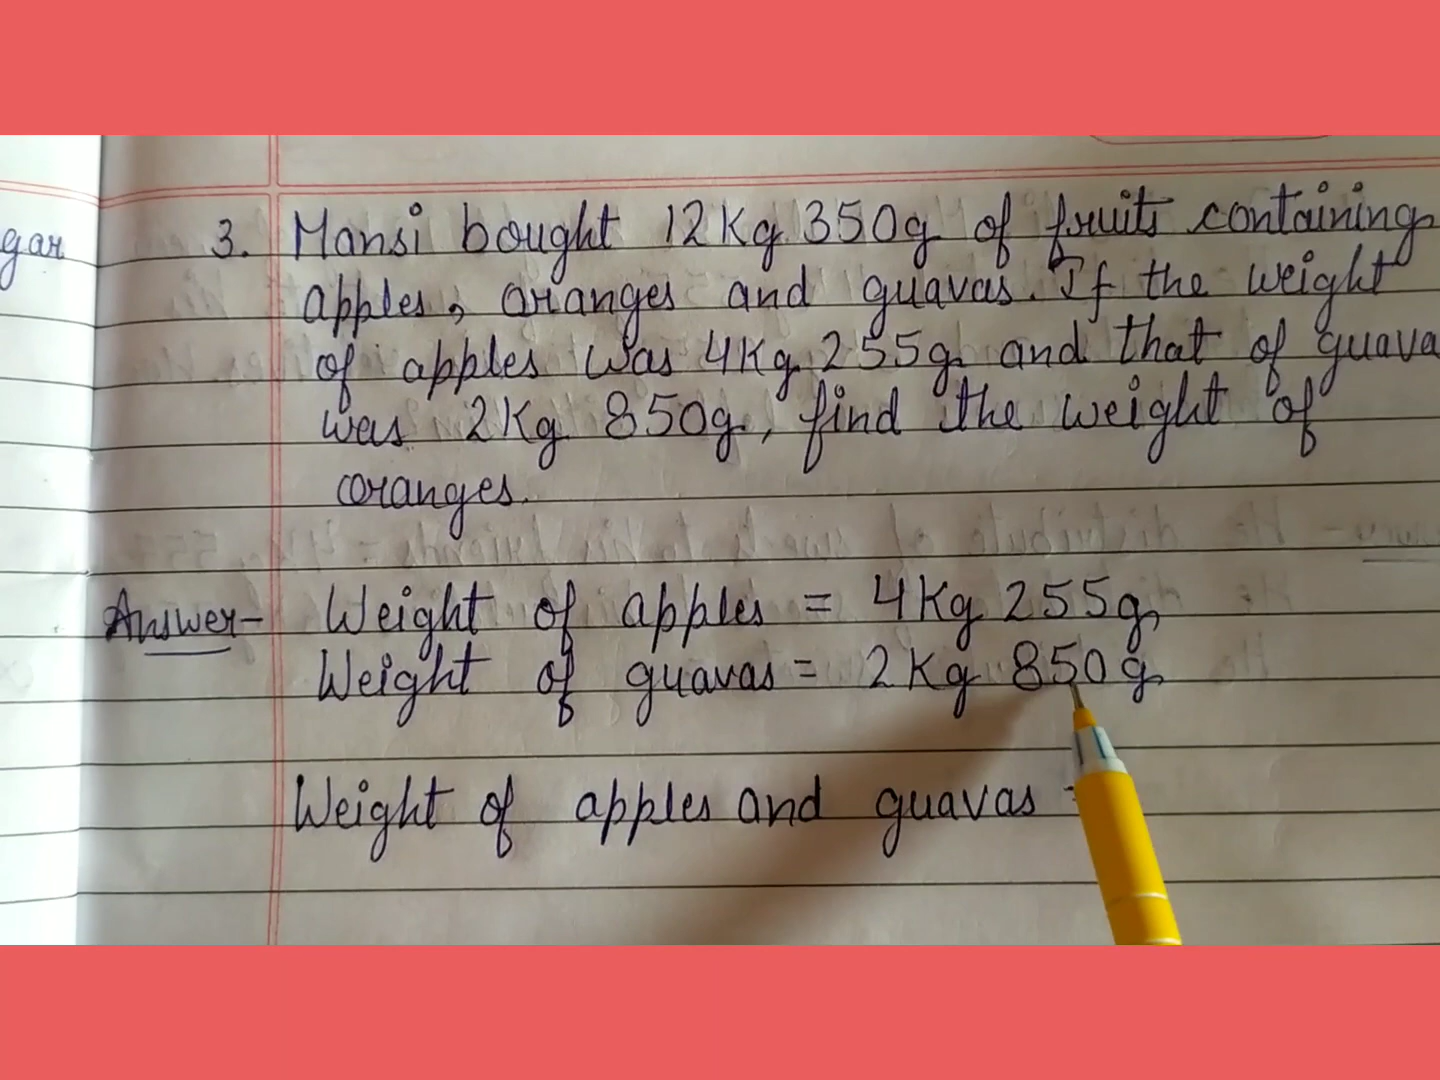 gar
3. Mansi bought 12Kg 350g of fruits containing
apples, oranges and guavas. If the weight
of apples was 4Kg 255g and that of guava
was 2Kg 850g, find the weight of
oranges.
Answer- Weight of apples = 4Kg 255g
Weight of guavas = 2Kg 850g
Weight of apples and guavas